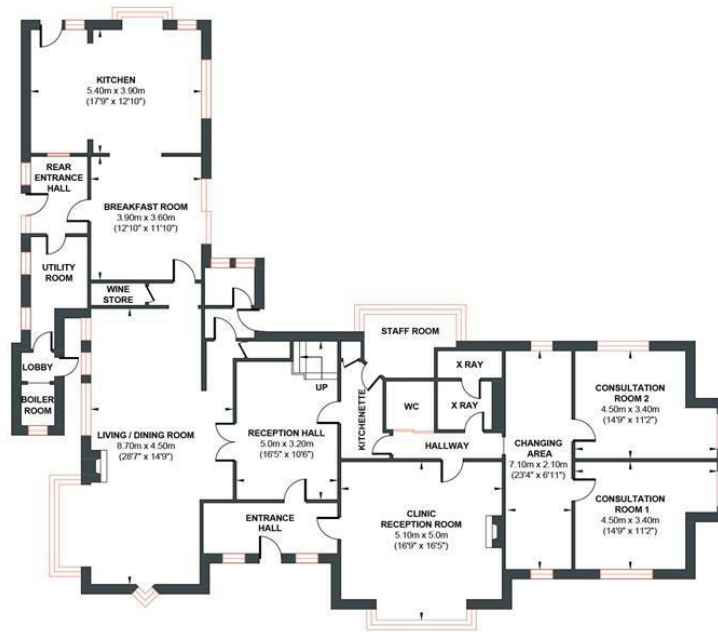 KITCHEN
5.40m x 3.90m
(17'9" x 12'10")
REAR
ENTRANCE
HALL
BREAKFAST ROOM
3.90m x 3.60m
(12'10" x 11'10)
UTILITY
ROOM
WINE
STORE
LOBBY
BOILER
ROOM
LIVING / DINING ROOM
8.70m x 4.50m
(28'7" x 14'9")
UP
RECEPTION HALL
5.0m x 3.20m
(16'5" x 10'6)
ENTRANCE
HALL
STAFF ROOM
KITCHENETTE
WC
X RAY
X RAY
HALLWAY
CLINIC
RECEPTION ROOM
5.10m x 5.0m
(16'9" x 16'5")
CHANGING
AREA
7.10m x 2.10m
(23'4" x 6'11")
CONSULTATION
ROOM 2
4.50m x 3.40m
(14'9" x 11'2")
CONSULTATION
ROOM 1
4.50m x 3.40m
(14'9" x 11'2")